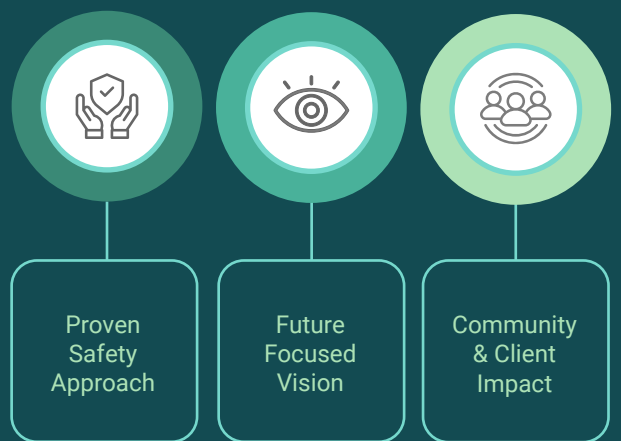 Proven
Safety
Approach
Future
Focused
Vision
Community
& Client
Impact